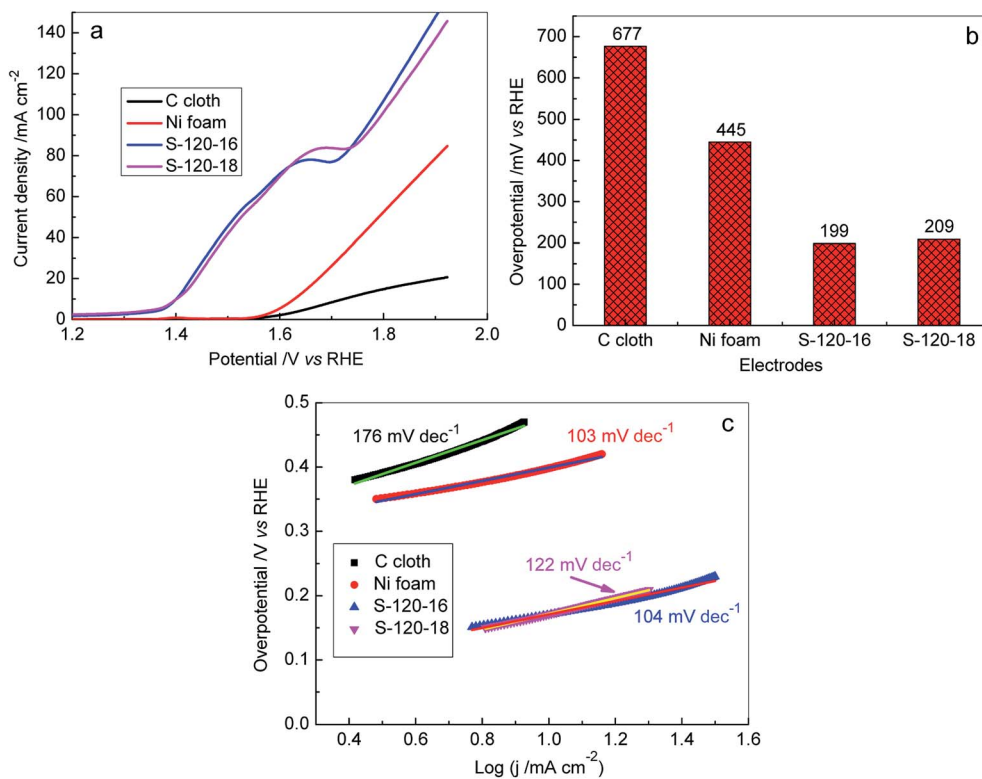 a
Current density /mA cm⁻²
140
120
100
80
60
40
20
0
C cloth
Ni foam
S-120-16
S-120-18
1.2 1.4 1.6 1.8 2.0
Potential /V vs RHE
b
Overpotential /mV vs RHE
700
600
500
400
300
200
100
0
677
445
199
209
C cloth Ni foam S-120-16 S-120-18
Electrodes
c
Overpotential /V vs RHE
0.5
0.4
0.3
0.2
0.1
0.0
176 mV dec⁻¹
103 mV dec⁻¹
C cloth
Ni foam
S-120-16
S-120-18
122 mV dec⁻¹
104 mV dec⁻¹
0.4 0.6 0.8 1.0 1.2 1.4 1.6
Log (j /mA cm⁻²)